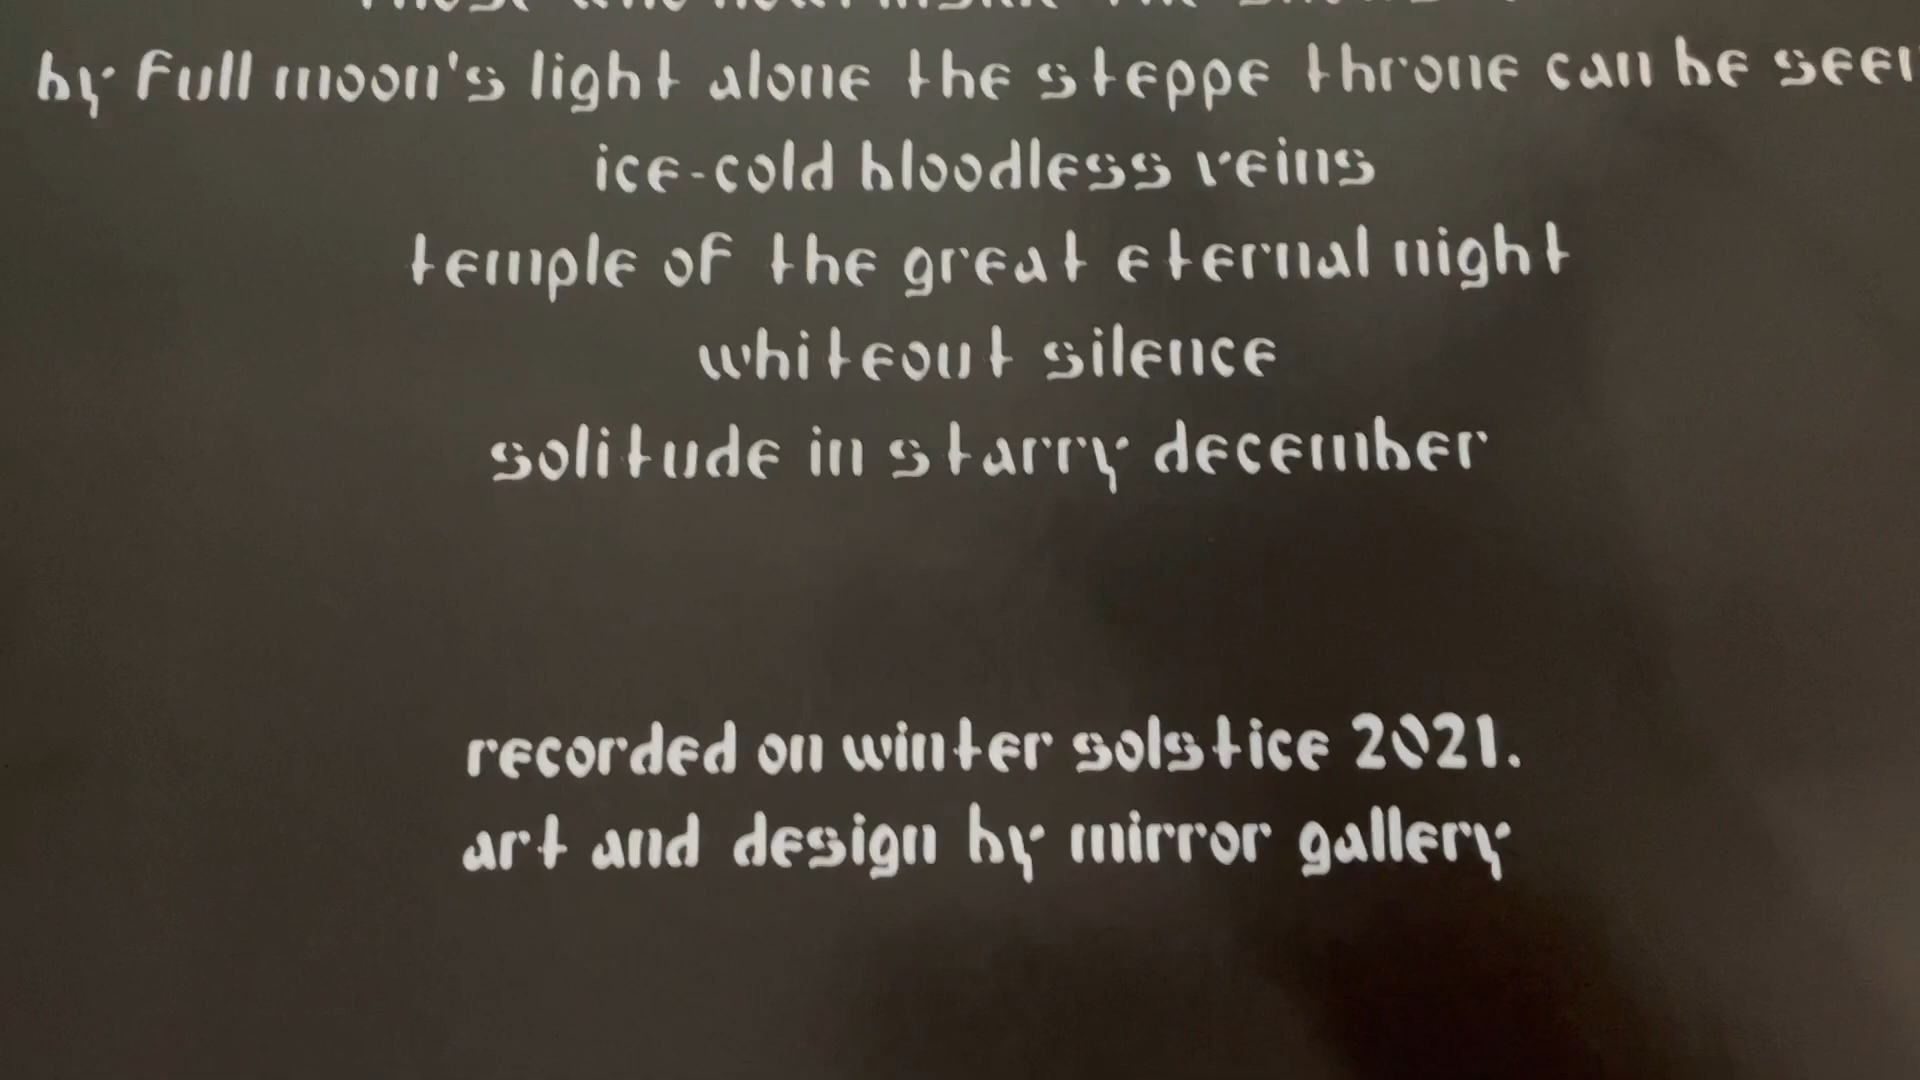 by full moon's light alone the steppe throne can be seen
ice-cold bloodless reins
temple of the great eternal night
whiteout silence
solitude in starry december
recorded on winter solstice 2021.
art and design by mirror gallery